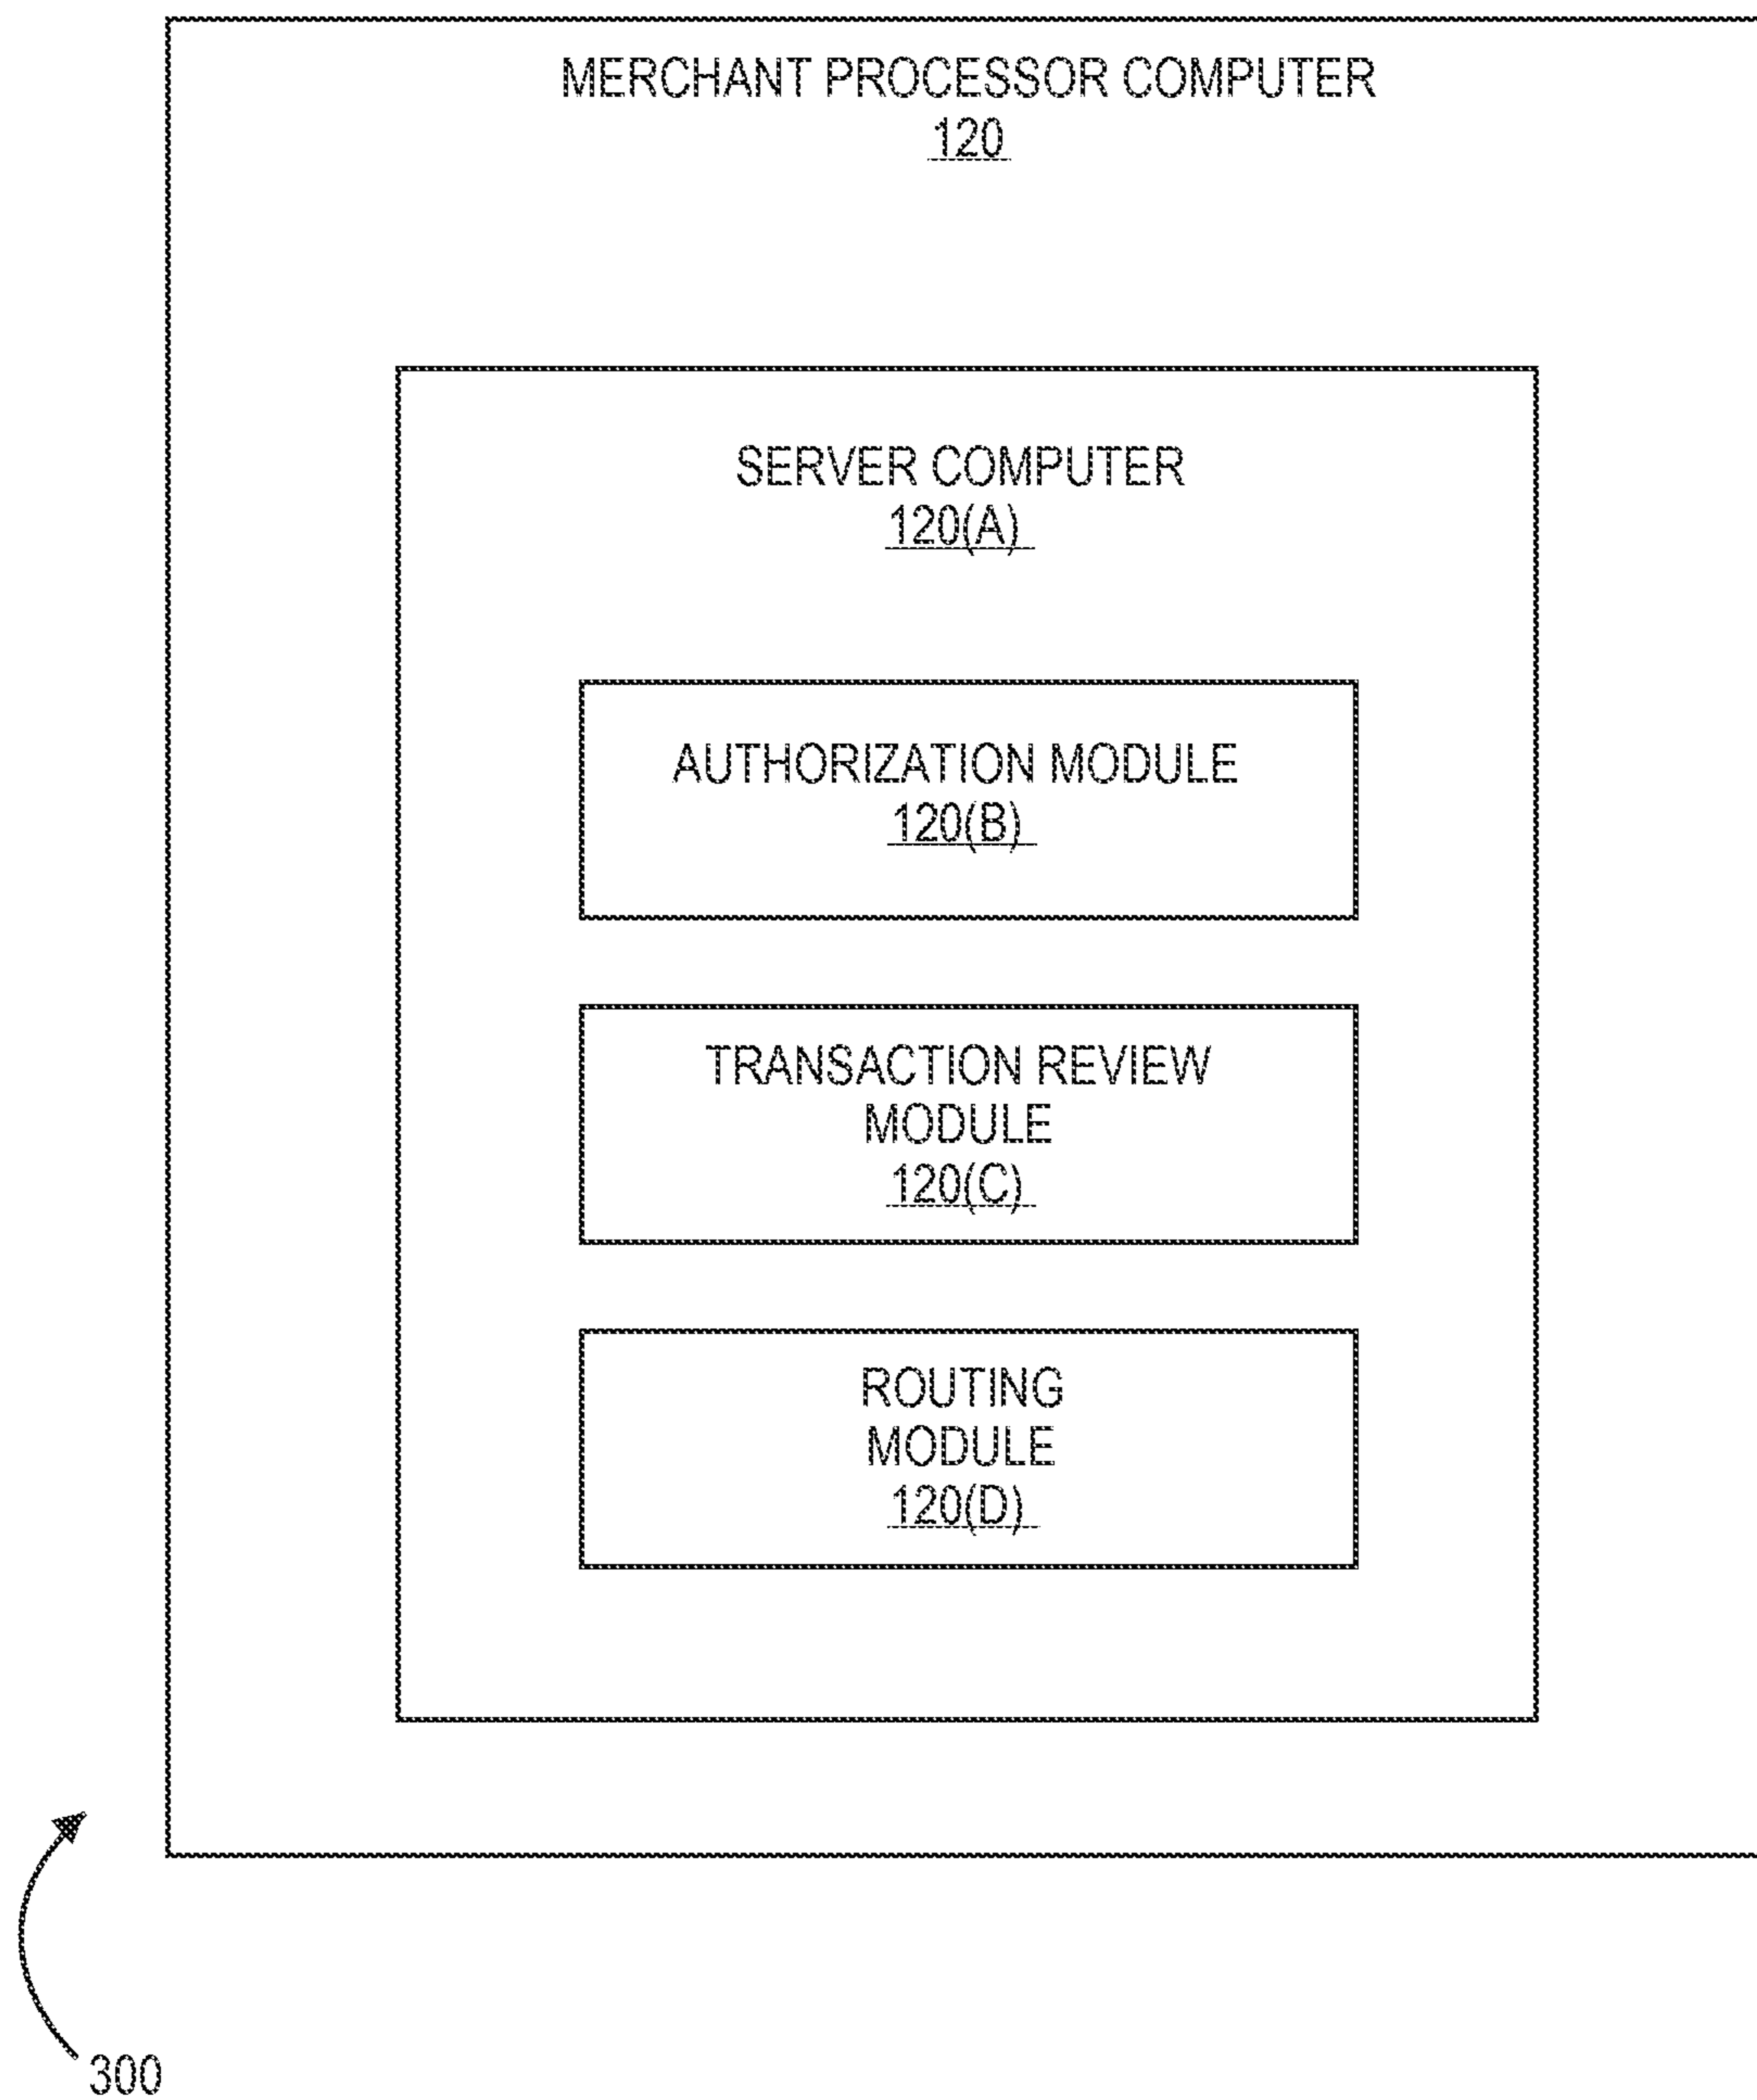 MERCHANT PROCESSOR COMPUTER
120
SERVER COMPUTER
120(A)
AUTHORIZATION MODULE
120(B)
TRANSACTION REVIEW
MODULE
120(C)
ROUTING
MODULE
120(D)
300